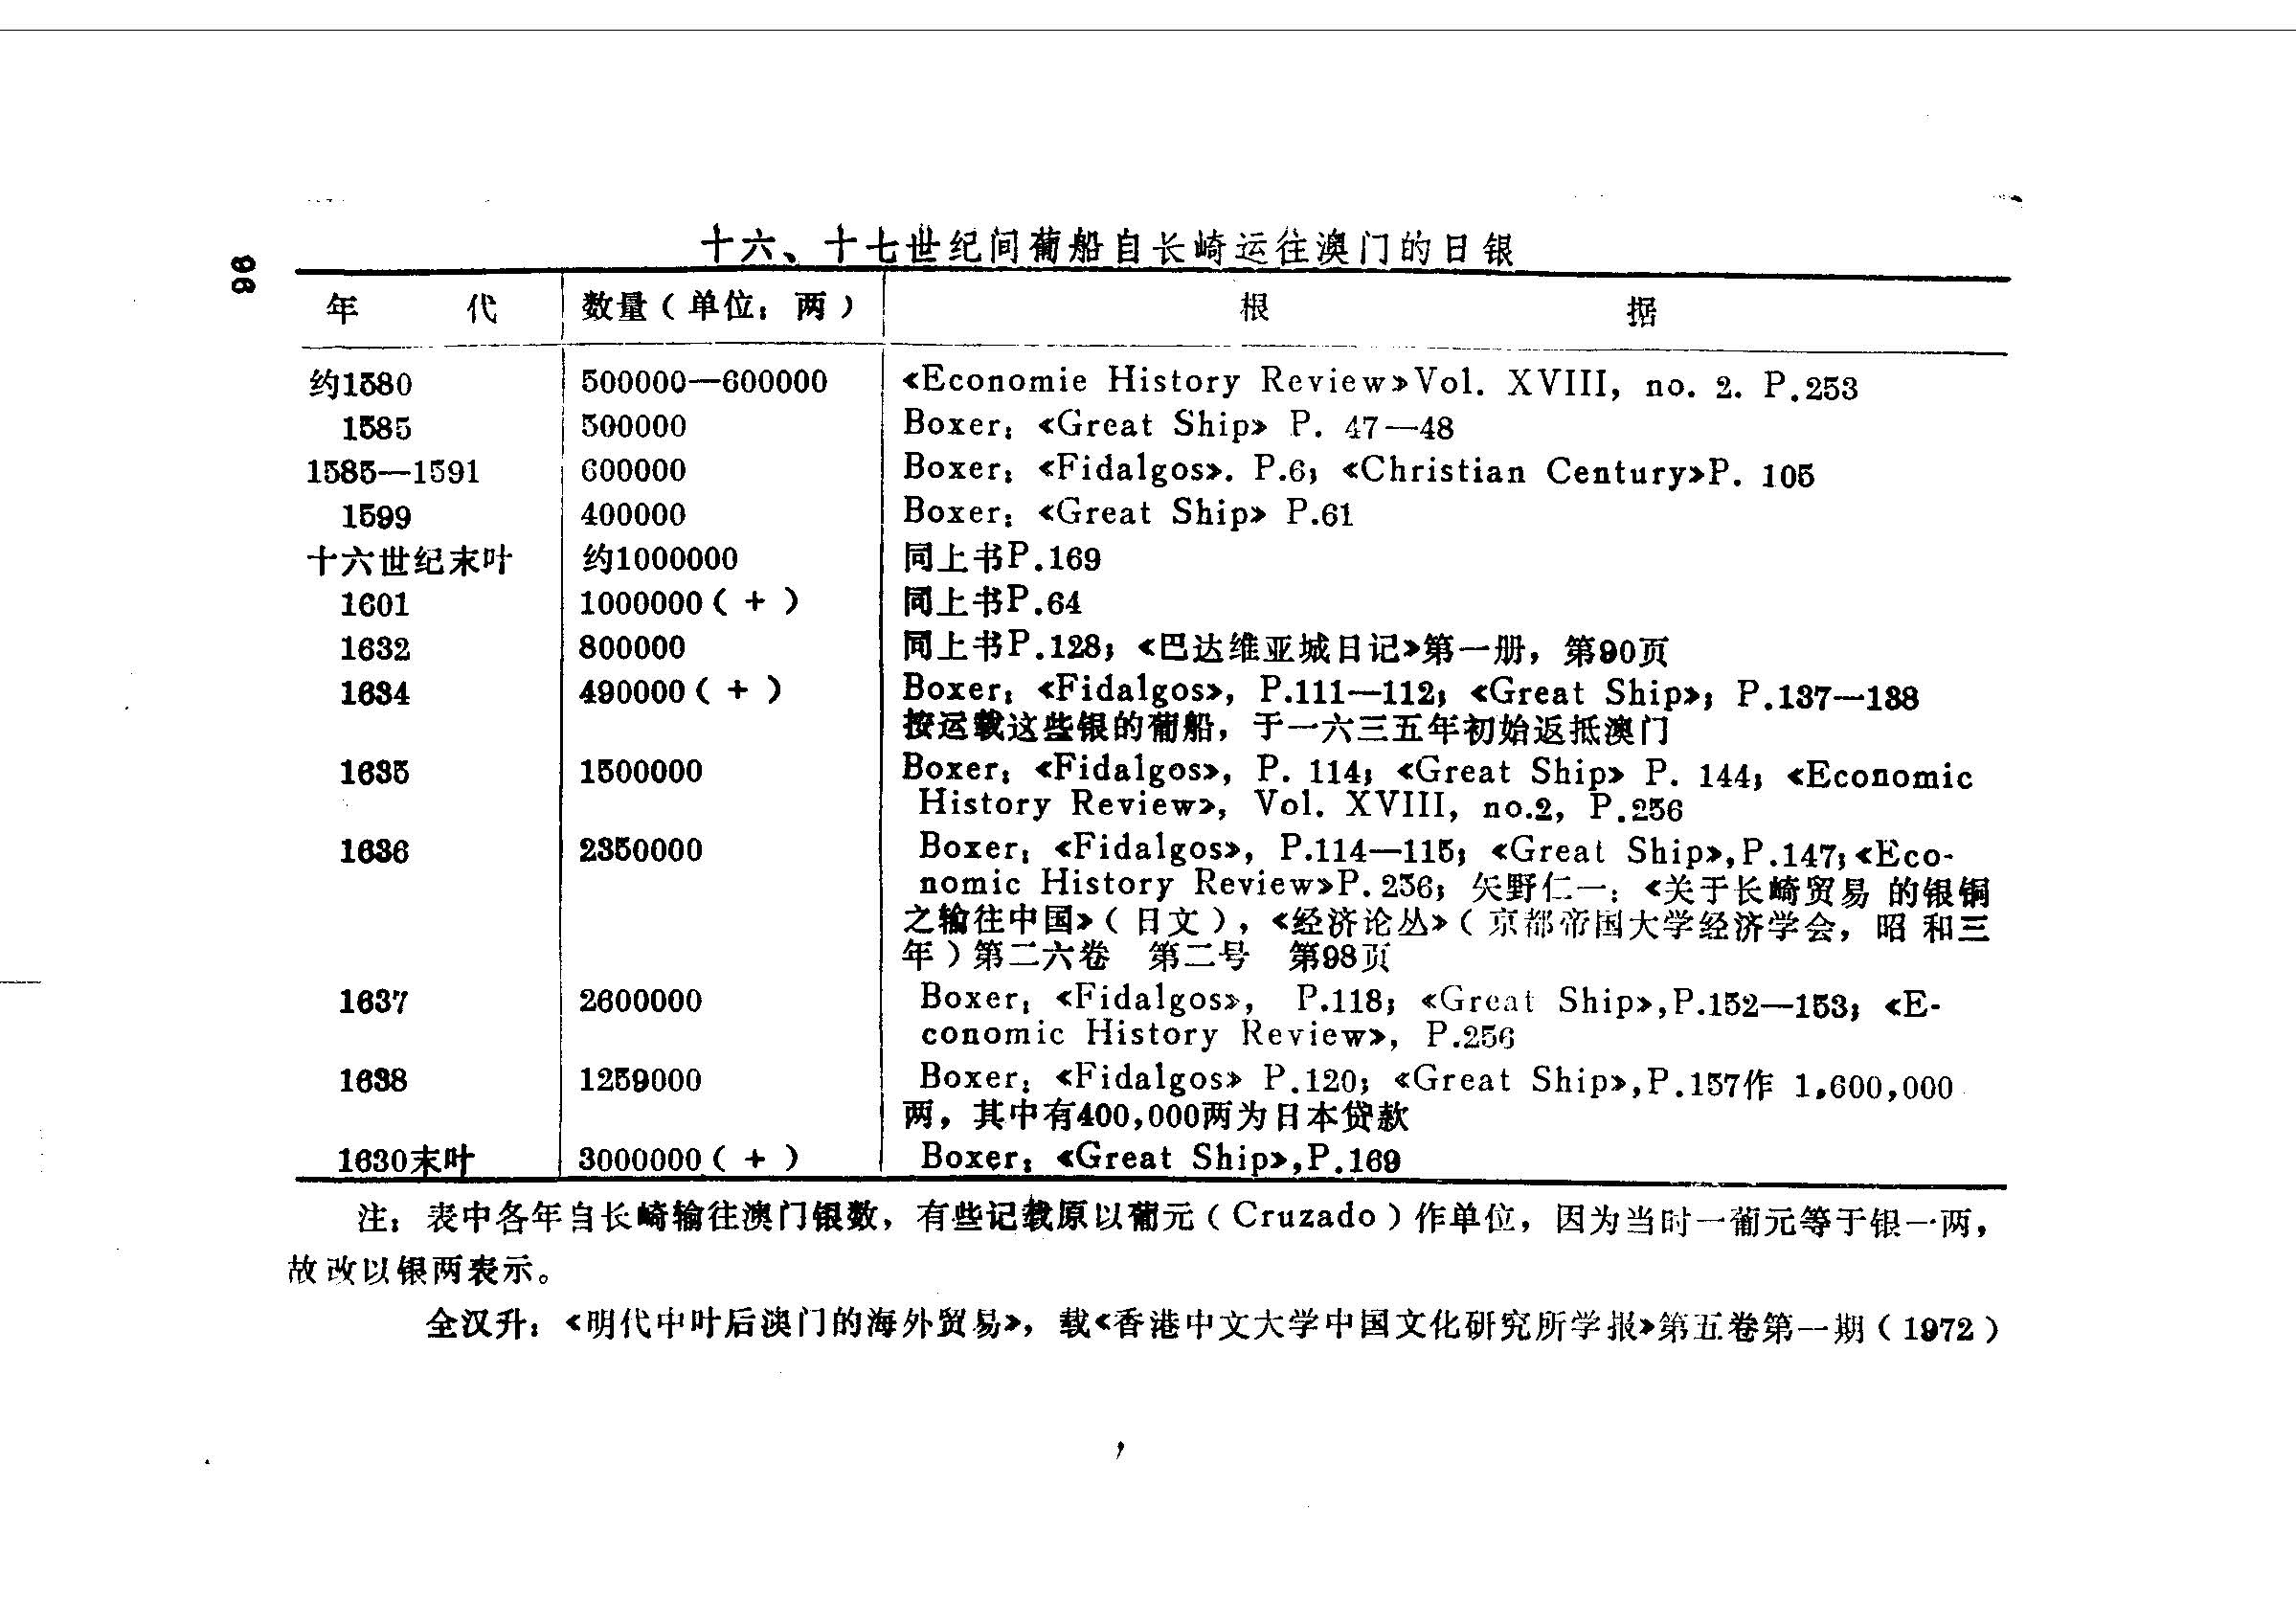 96
十六、十七世纪间葡船自长崎运往澳门的日银
年 代 数量（单位：两） 根 据
约1580 500000—600000 《Economie History Review》Vol. XVIII, no. 2. P.253
1585 500000 Boxer：《Great Ship》 P. 47—48
1585—1591 600000 Boxer：《Fidalgos》. P.6；《Christian Century》P. 105
1599 400000 Boxer：《Great Ship》 P.61
十六世纪末叶 约1000000 同上书P.169
1601 1000000（+） 同上书P.64
1632 800000 同上书P.128；《巴达维亚城日记》第一册，第90页
1634 490000（+） Boxer：《Fidalgos》, P.111—112；《Great Ship》；P.137—138
按运载这些银的葡船，于一六三五年初始返抵澳门
1635 1500000 Boxer：《Fidalgos》, P. 114；《Great Ship》 P. 144；《Economic
History Review》, Vol. XVIII, no.2, P.256
1636 2350000 Boxer：《Fidalgos》, P.114—115；《Great Ship》,P.147；《Eco-
nomic History Review》P. 256；矢野仁一：《关于长崎贸易的银铜
之输往中国》（日文），《经济论丛》（京都帝国大学经济学会，昭和三
年）第二六卷 第二号 第98页
1637 2600000 Boxer：《Fidalgos》, P.118；《Great Ship》,P.152—153；《E-
conomic History Review》, P.256
1638 1259000 Boxer：《Fidalgos》 P.120；《Great Ship》,P.157作 1,600,000
两，其中有400,000两为日本贷款
1630末叶 3000000（+） Boxer：《Great Ship》,P.169
注：表中各年自长崎输往澳门银数，有些记载原以葡元（Cruzado）作单位，因为当时一葡元等于银一两，
故改以银两表示。
全汉升：《明代中叶后澳门的海外贸易》，载《香港中文大学中国文化研究所学报》第五卷第一期（1972）